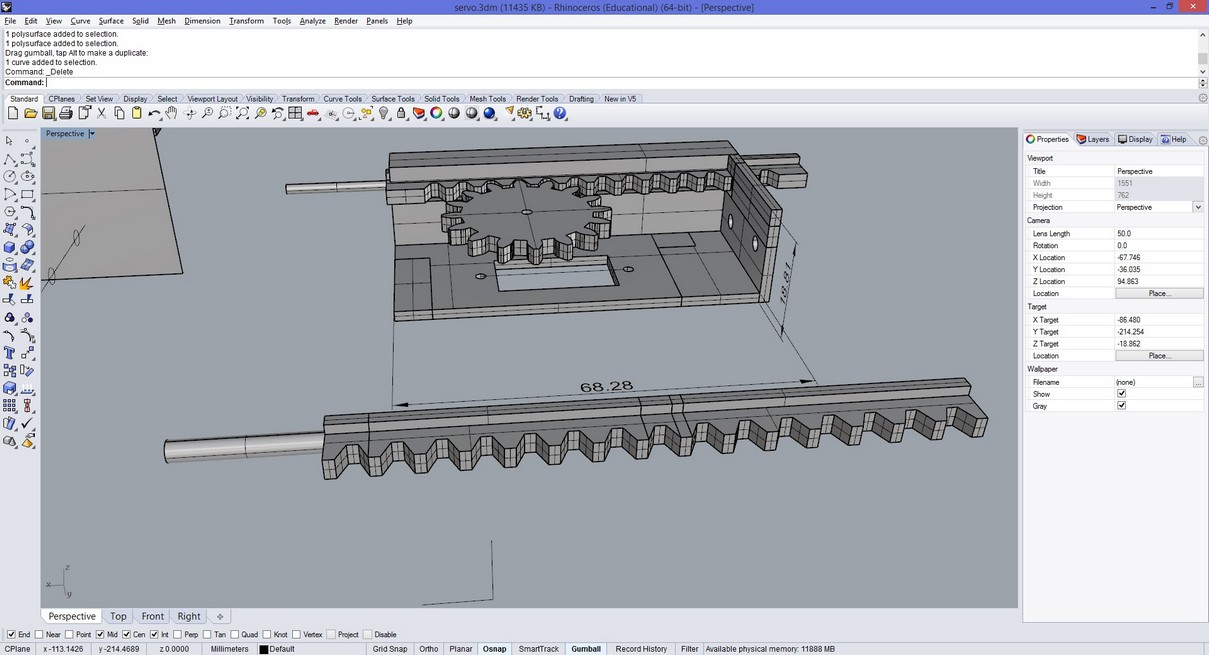 servo.3dm (11435 KB) - Rhinoceros (Educational) (64-bit) - [Perspective]
File Edit View Curve Surface Solid Mesh Dimension Transform Tools Analyze Render Panels Help
1 polysurface added to selection.
1 polysurface added to selection.
Drag gumball, tap Alt to make a duplicate:
1 curve added to selection.
Command: _Delete
Command:
Standard CPlanes Set View Display Select Viewport Layout Visibility Transform Curve Tools Surface Tools Solid Tools Mesh Tools Render Tools Drafting New in V5
Perspective
Properties Layers Display Help
Viewport
Title Perspective
Width 1551
Height 762
Projection Perspective
Camera
Lens Length 50.0
Rotation 0.0
X Location -67.746
Y Location -36.035
Z Location 94.863
Location Place...
Target
X Target -86.480
Y Target -214.254
Z Target -18.862
Location Place...
Wallpaper
Filename (none) ...
Show
Gray
68.28
z
x
y
Perspective Top Front Right
End Near Point Mid Cen Int Perp Tan Quad Knot Vertex Project Disable
CPlane x -113.1426 y -214.4689 z 0.0000 Millimeters Default Grid Snap Ortho Planar Osnap SmartTrack Gumball Record History Filter Available physical memory: 11888 MB